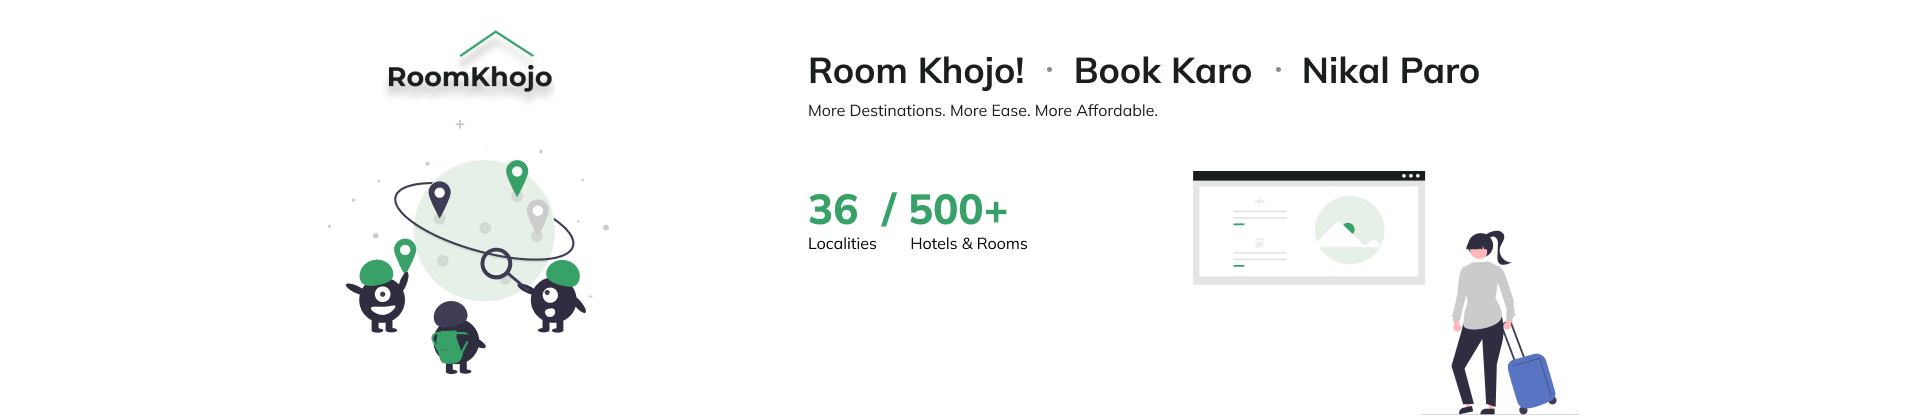 RoomKhojo
Room Khojo! · Book Karo · Nikal Paro
More Destinations. More Ease. More Affordable.
36 / 500+
Localities Hotels & Rooms